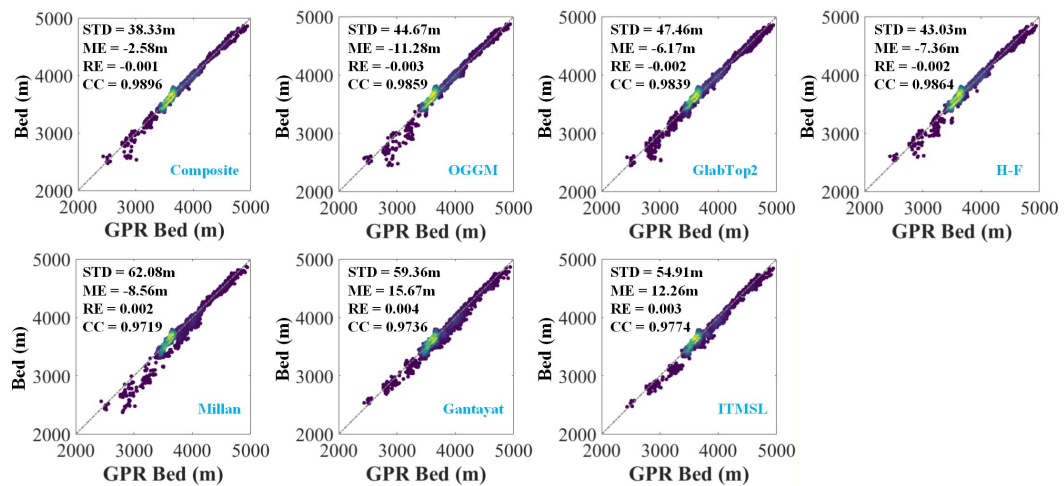 5000
STD = 38.33m
ME = -2.58m
RE = -0.001
CC = 0.9896
4000
3000
2000
Bed (m)
Composite
2000 3000 4000 5000
GPR Bed (m)
5000
STD = 44.67m
ME = -11.28m
RE = -0.003
CC = 0.9859
4000
3000
2000
Bed (m)
OGGM
2000 3000 4000 5000
GPR Bed (m)
5000
STD = 47.46m
ME = -6.17m
RE = -0.002
CC = 0.9839
4000
3000
2000
Bed (m)
GlabTop2
2000 3000 4000 5000
GPR Bed (m)
5000
STD = 43.03m
ME = -7.36m
RE = -0.002
CC = 0.9864
4000
3000
2000
Bed (m)
H-F
2000 3000 4000 5000
GPR Bed (m)
5000
STD = 62.08m
ME = -8.56m
RE = 0.002
CC = 0.9719
4000
3000
2000
Bed (m)
Millan
2000 3000 4000 5000
GPR Bed (m)
5000
STD = 59.36m
ME = 15.67m
RE = 0.004
CC = 0.9736
4000
3000
2000
Bed (m)
Gantayat
2000 3000 4000 5000
GPR Bed (m)
5000
STD = 54.91m
ME = 12.26m
RE = 0.003
CC = 0.9774
4000
3000
2000
Bed (m)
ITMSL
2000 3000 4000 5000
GPR Bed (m)